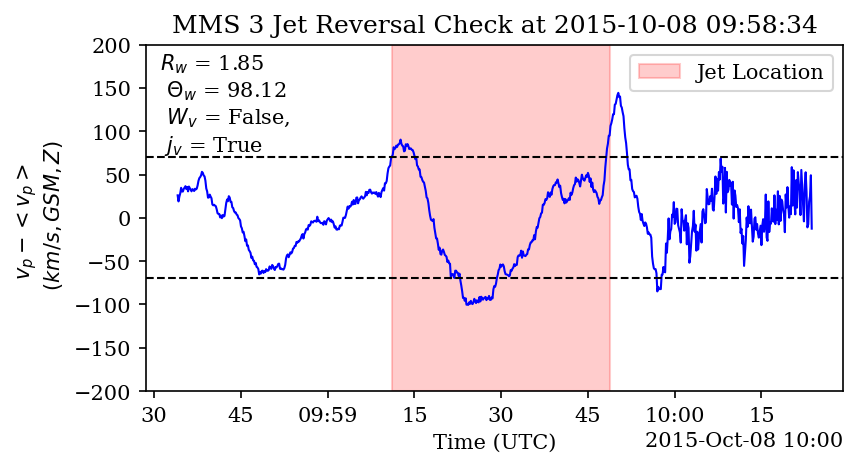 MMS 3 Jet Reversal Check at 2015-10-08 09:58:34
R_w = 1.85
Θ_w = 98.12
W_v = False,
j_v = True
Jet Location
v_p − < v_p >
(km/s, GSM, Z)
200
150
100
50
0
−50
−100
−150
−200
30 45 09:59 15 30 45 10:00 15
Time (UTC)
2015-Oct-08 10:00